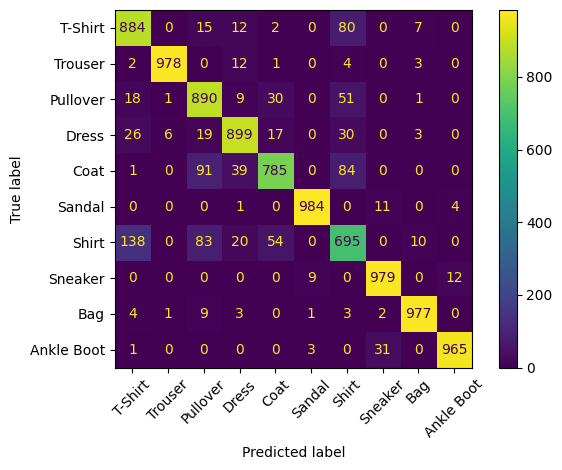 T-Shirt 884 0 15 12 2 0 80 0 7 0
Trouser 2 978 0 12 1 0 4 0 3 0
Pullover 18 1 890 9 30 0 51 0 1 0
Dress 26 6 19 899 17 0 30 0 3 0
Coat 1 0 91 39 785 0 84 0 0 0
Sandal 0 0 0 1 0 984 0 11 0 4
Shirt 138 0 83 20 54 0 695 0 10 0
Sneaker 0 0 0 0 0 9 0 979 0 12
Bag 4 1 9 3 0 1 3 2 977 0
Ankle Boot 1 0 0 0 0 3 0 31 0 965
T-Shirt Trouser Pullover Dress Coat Sandal Shirt Sneaker Bag Ankle Boot
Predicted label
True label
800
600
400
200
0